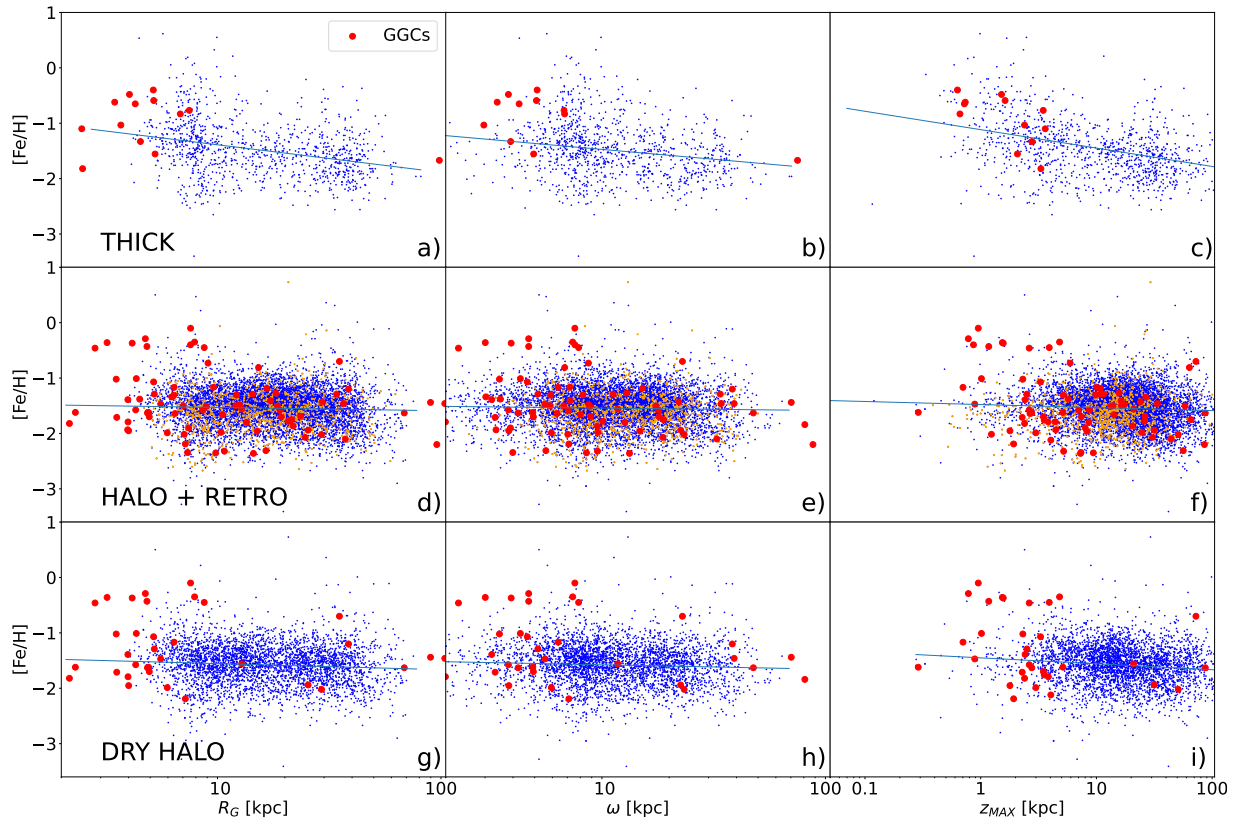 1
0
−1
−2
−3
[Fe/H]
GGCs
THICK
a)
b)
c)
1
0
−1
−2
−3
[Fe/H]
HALO + RETRO
d)
e)
f)
1
0
−1
−2
−3
[Fe/H]
DRY HALO
g)
h)
i)
10
100
10
100
0.1
1
10
100
R_G [kpc]
ω [kpc]
z_MAX [kpc]